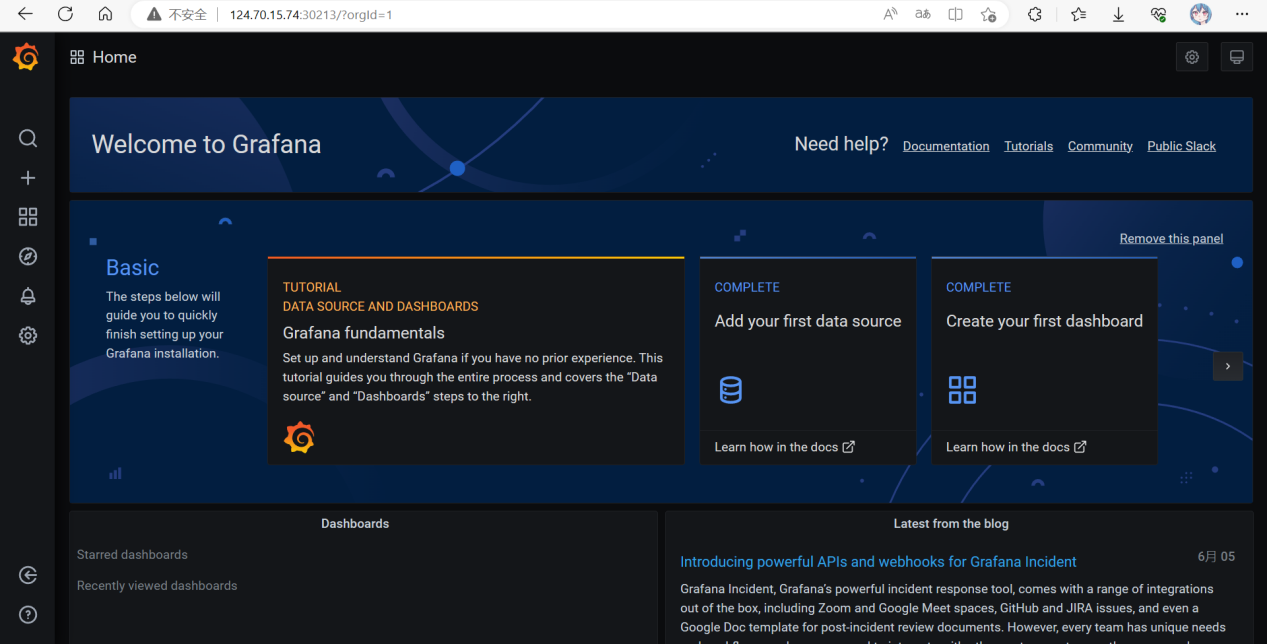 不安全
124.70.15.74:30213/?orgId=1
Home
Welcome to Grafana
Need help? Documentation Tutorials Community Public Slack
Remove this panel
Basic
The steps below will
guide you to quickly
finish setting up your
Grafana installation.
TUTORIAL
DATA SOURCE AND DASHBOARDS
Grafana fundamentals
Set up and understand Grafana if you have no prior experience. This
tutorial guides you through the entire process and covers the “Data
source” and “Dashboards” steps to the right.
COMPLETE
Add your first data source
Learn how in the docs
COMPLETE
Create your first dashboard
Learn how in the docs
Dashboards
Starred dashboards
Recently viewed dashboards
Latest from the blog
Introducing powerful APIs and webhooks for Grafana Incident
6月 05
Grafana Incident, Grafana’s powerful incident response tool, comes with a range of integrations
out of the box, including Zoom and Google Meet spaces, GitHub and JIRA issues, and even a
Google Doc template for post-incident review documents. However, every team has unique needs